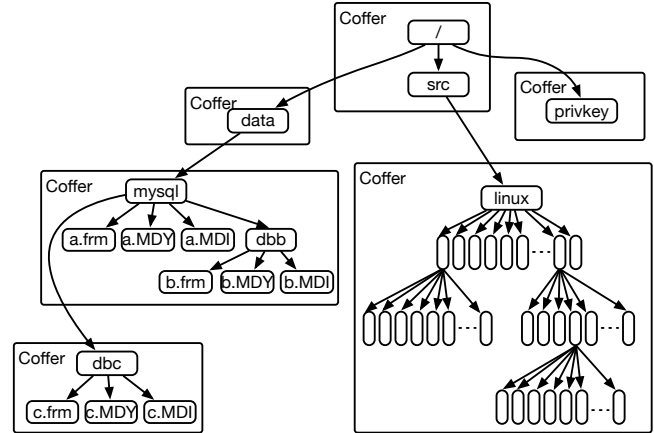 Coffer
/
src
Coffer
data
Coffer
privkey
Coffer
mysql
a.frm a.MDY a.MDI
dbb
b.frm b.MDY b.MDI
Coffer
linux
...
... ...
...
Coffer
dbc
c.frm c.MDY c.MDI